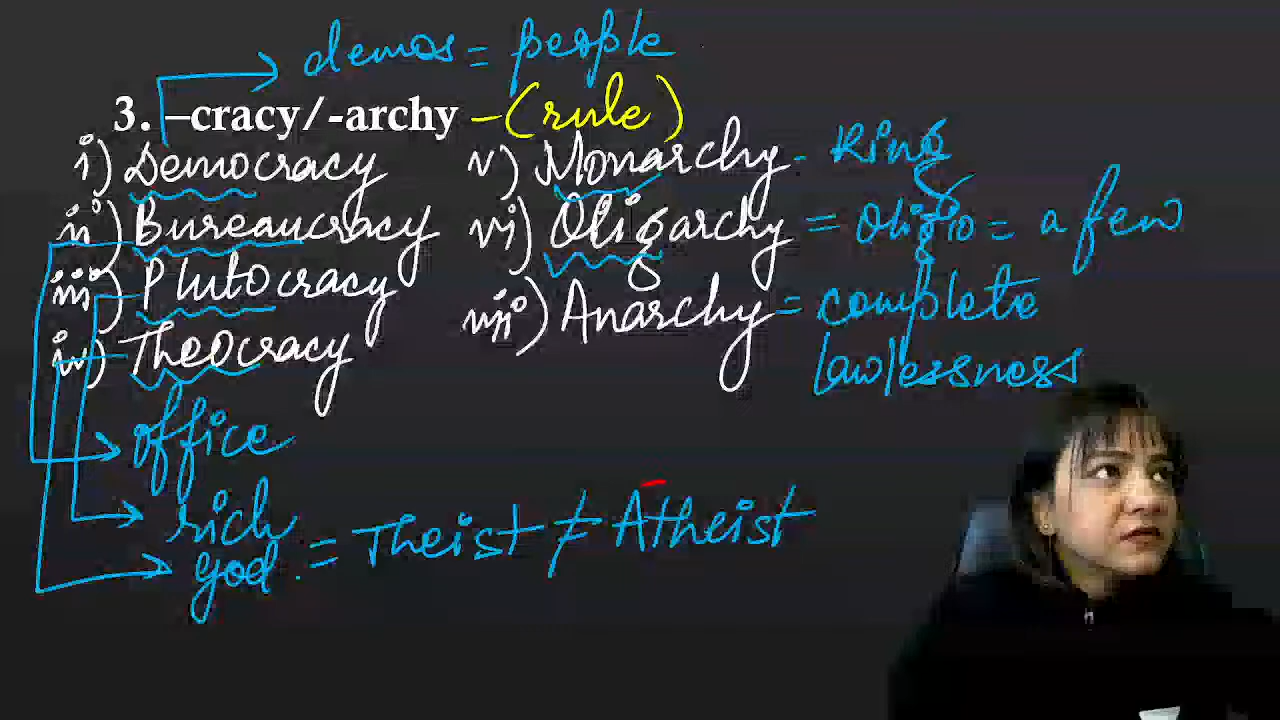 demos = people
3. –cracy/-archy – (rule)
i) Democracy
ii) Bureaucracy
iii) Plutocracy
iv) Theocracy
v) Monarchy - King
vi) Oligarchy = Oligio = a few
vii) Anarchy = complete
lawlessness
office
rich
god = Theist ≠ Atheist